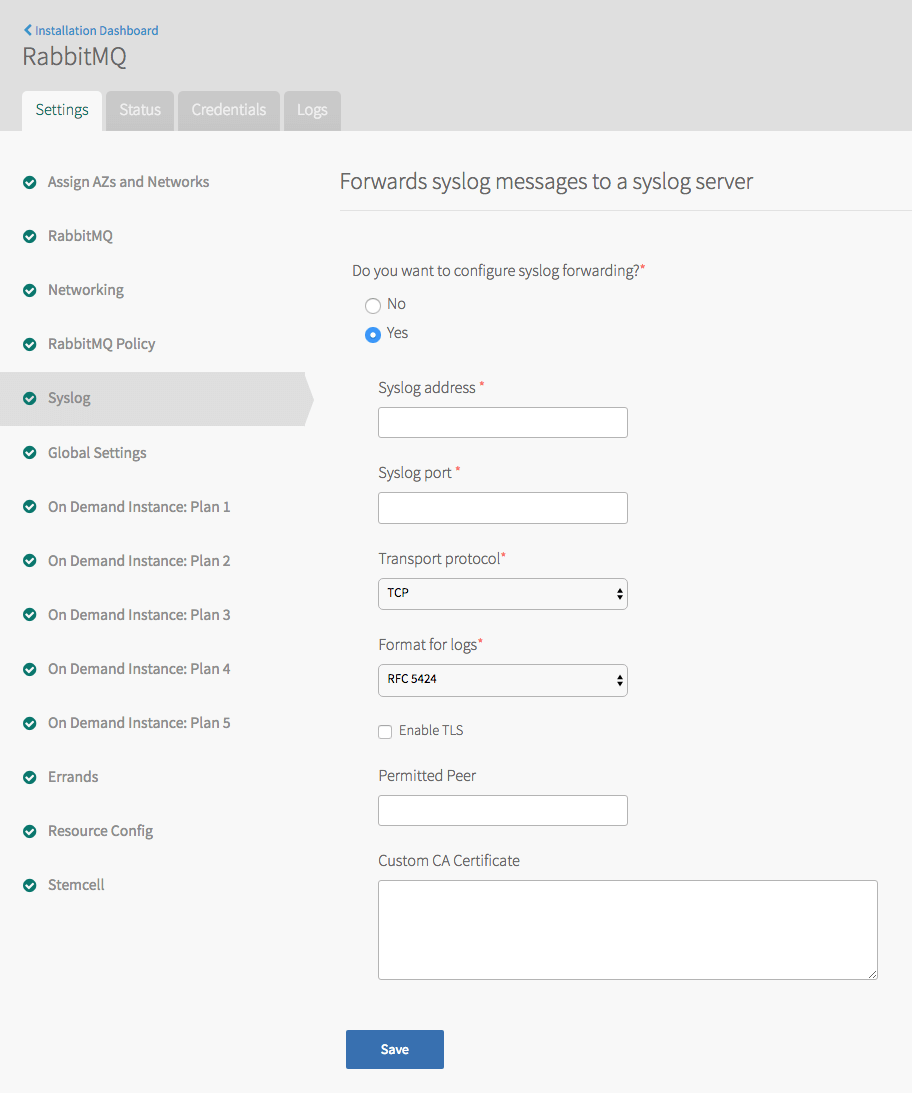 Installation Dashboard
RabbitMQ
Settings Status Credentials Logs
Assign AZs and Networks
RabbitMQ
Networking
RabbitMQ Policy
Syslog
Global Settings
On Demand Instance: Plan 1
On Demand Instance: Plan 2
On Demand Instance: Plan 3
On Demand Instance: Plan 4
On Demand Instance: Plan 5
Errands
Resource Config
Stemcell
Forwards syslog messages to a syslog server
Do you want to configure syslog forwarding?*
No
Yes
Syslog address *
Syslog port *
Transport protocol*
TCP
Format for logs*
RFC 5424
Enable TLS
Permitted Peer
Custom CA Certificate
Save